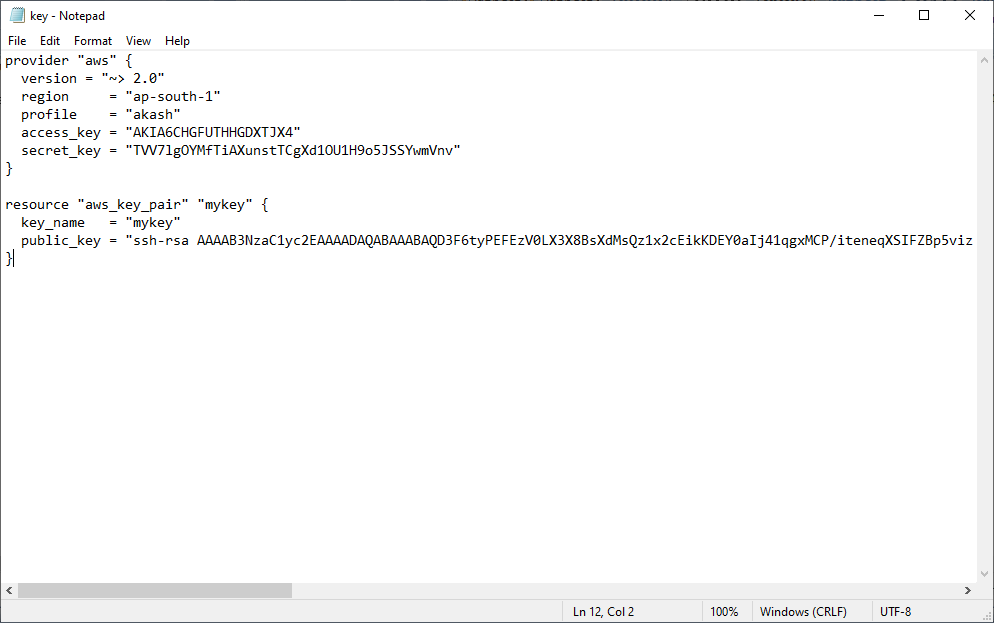 key - Notepad
File Edit Format View Help
provider "aws" {
  version = "~> 2.0"
  region     = "ap-south-1"
  profile    = "akash"
  access_key = "AKIA6CHGFUTHHGDXTJX4"
  secret_key = "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"
}
resource "aws_key_pair" "mykey" {
  key_name   = "mykey"
  public_key = "ssh-rsa AAAAB3NzaC1yc2EAAAADAQABAAABAQD3F6tyPEFEzV0LX3X8BsXdMsQz1x2cEikKDEY0aIj41qgxMCP/iteneqXSIFZBp5viz
}
Ln 12, Col 2 100% Windows (CRLF) UTF-8